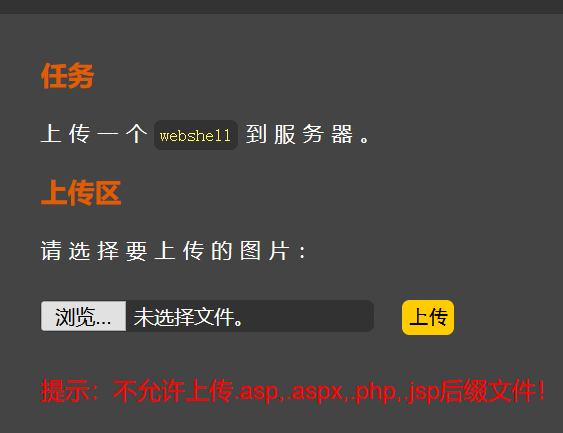 任务
上传一个 webshell 到服务器。
上传区
请选择要上传的图片：
浏览... 未选择文件。 上传
提示：不允许上传.asp,.aspx,.php,.jsp后缀文件！